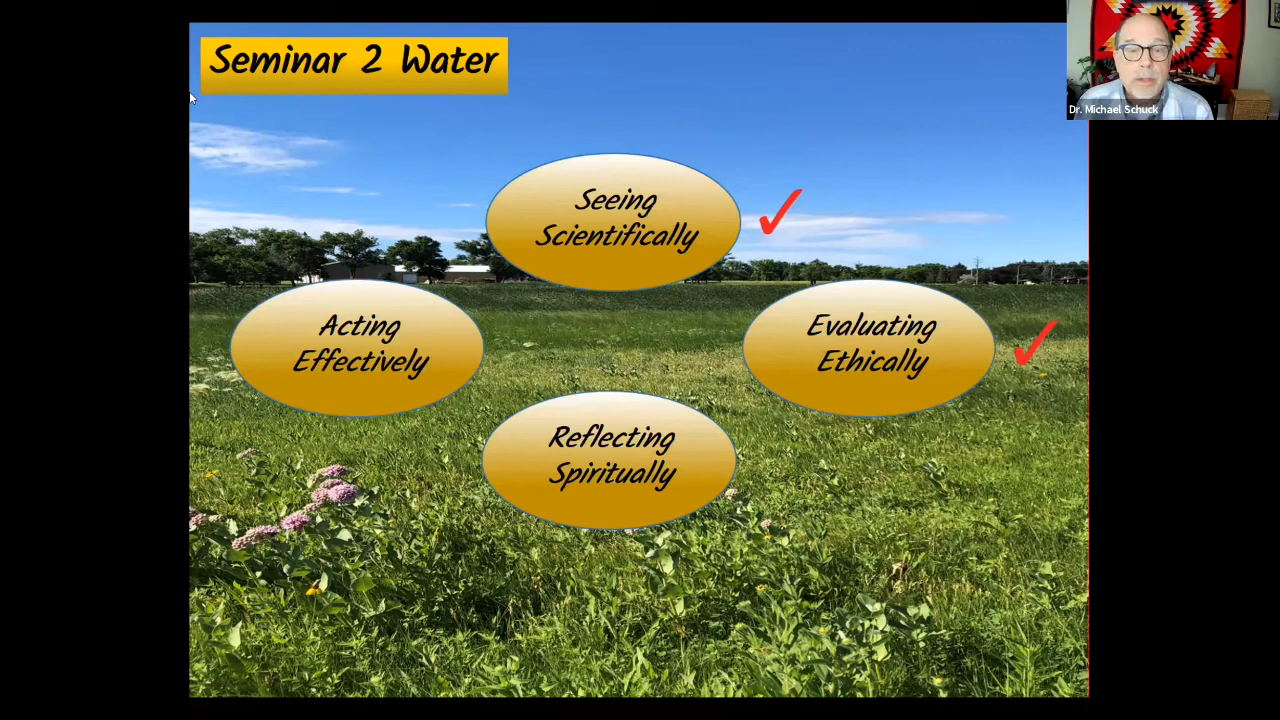 Seminar 2 Water
Dr. Michael Schuck
Seeing
Scientifically
Acting
Effectively
Evaluating
Ethically
Reflecting
Spiritually